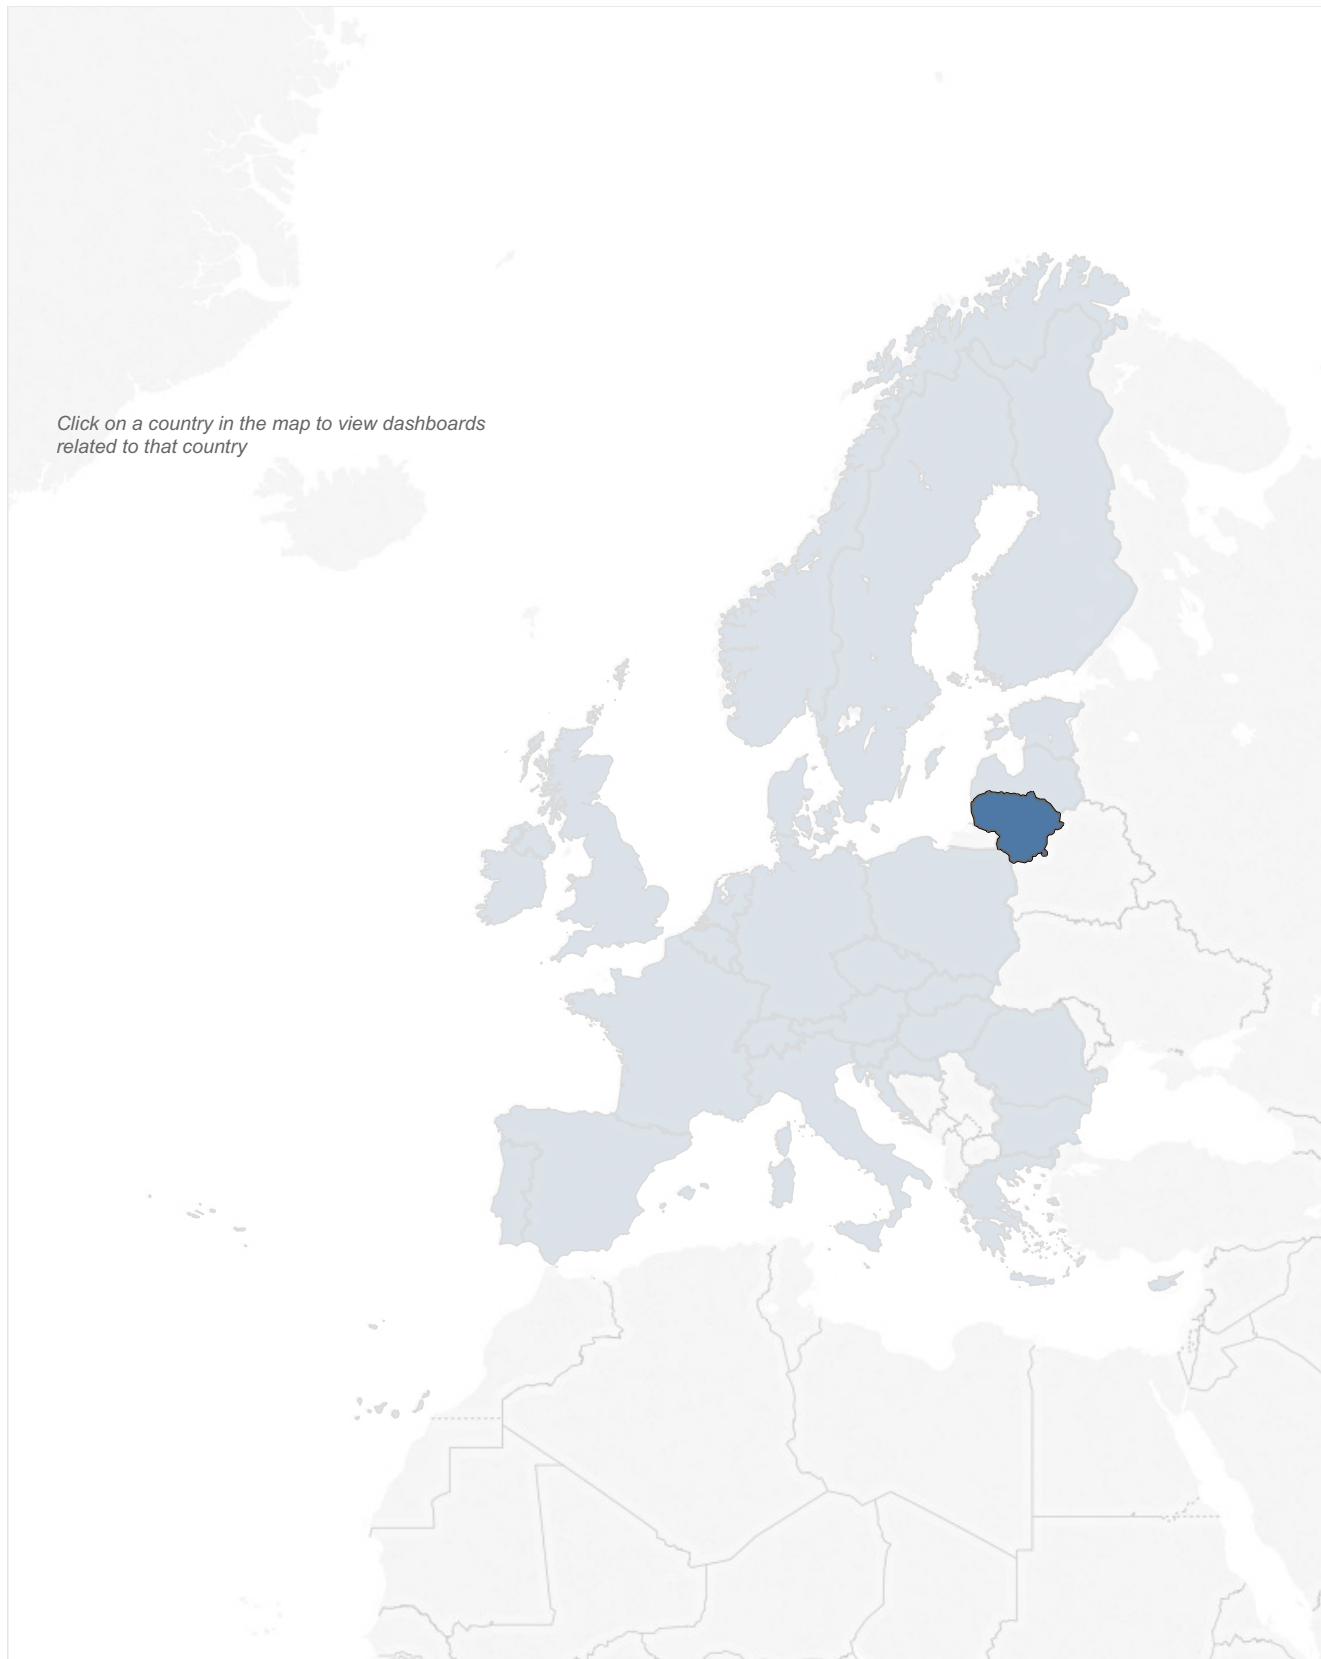 Click on a country in the map to view dashboards
related to that country